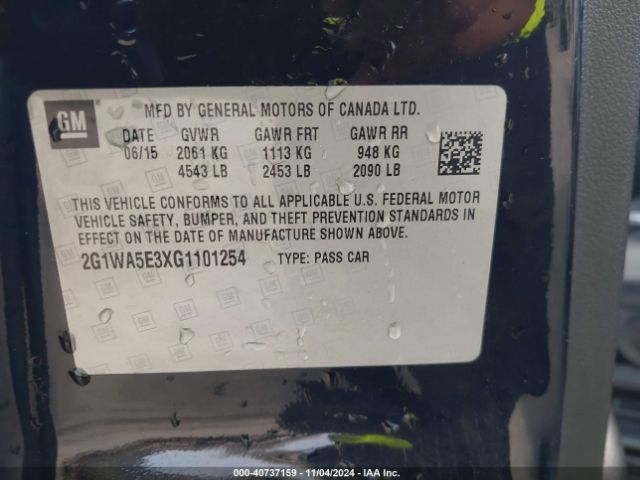 GM
MFD BY GENERAL MOTORS OF CANADA LTD.
DATE GVWR GAWR FRT GAWR RR
06/15 2061 KG 1113 KG 948 KG
4543 LB 2453 LB 2090 LB
THIS VEHICLE CONFORMS TO ALL APPLICABLE U.S. FEDERAL MOTOR
VEHICLE SAFETY, BUMPER, AND THEFT PREVENTION STANDARDS IN
EFFECT ON THE DATE OF MANUFACTURE SHOWN ABOVE.
2G1WA5E3XG1101254 TYPE: PASS CAR
000-40737159 - 11/04/2024 - IAA Inc.